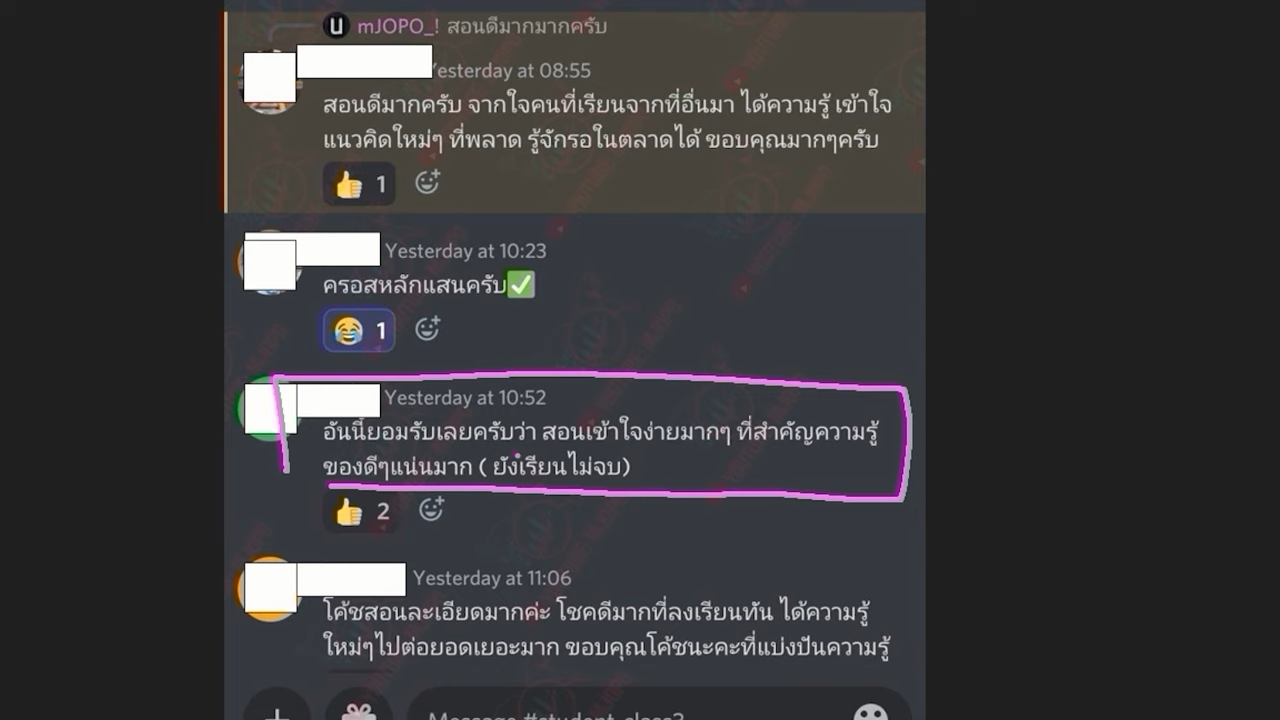 mJOPO_! สอนดีมากมากครับ
Yesterday at 08:55
สอนดีมากครับ จากใจคนที่เรียนจากที่อื่นมา ได้ความรู้ เข้าใจ
แนวคิดใหม่ๆ ที่พลาด รู้จักรอในตลาดได้ ขอบคุณมากๆครับ
1
Yesterday at 10:23
ครอสหลักแสนครับ
1
Yesterday at 10:52
อันนี้ยอมรับเลยครับว่า สอนเข้าใจง่ายมากๆ ที่สำคัญความรู้
ของดีๆแน่นมาก ( ยังเรียนไม่จบ)
2
Yesterday at 11:06
โค้ชสอนละเอียดมากค่ะ โชคดีมากที่ลงเรียนทัน ได้ความรู้
ใหม่ๆไปต่อยอดเยอะมาก ขอบคุณโค้ชนะคะที่แบ่งปันความรู้
Message #student-class3